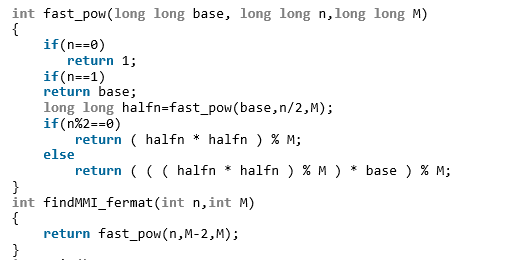 int fast_pow(long long base, long long n,long long M)
{
    if(n==0)
       return 1;
    if(n==1)
    return base;
    long long halfn=fast_pow(base,n/2,M);
    if(n%2==0)
        return ( halfn * halfn ) % M;
    else
        return ( ( ( halfn * halfn ) % M ) * base ) % M;
}
int findMMI_fermat(int n,int M)
{
    return fast_pow(n,M-2,M);
}